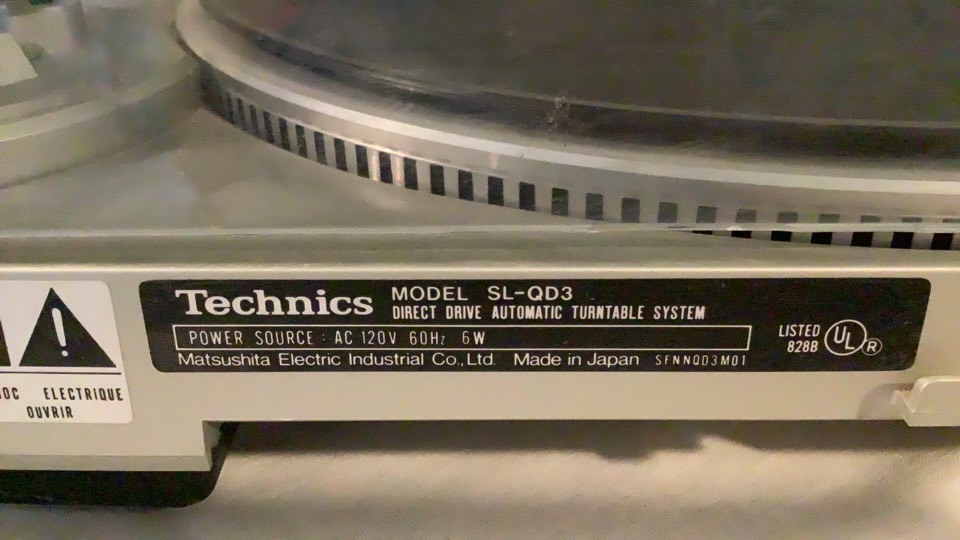 Technics MODEL SL-QD3
DIRECT DRIVE AUTOMATIC TURNTABLE SYSTEM
POWER SOURCE : AC 120V 60Hz 6W
Matsushita Electric Industrial Co., Ltd. Made in Japan SFNNQD3M01
LISTED
828B
UL
R
!
ELECTRIQUE
OUVRIR